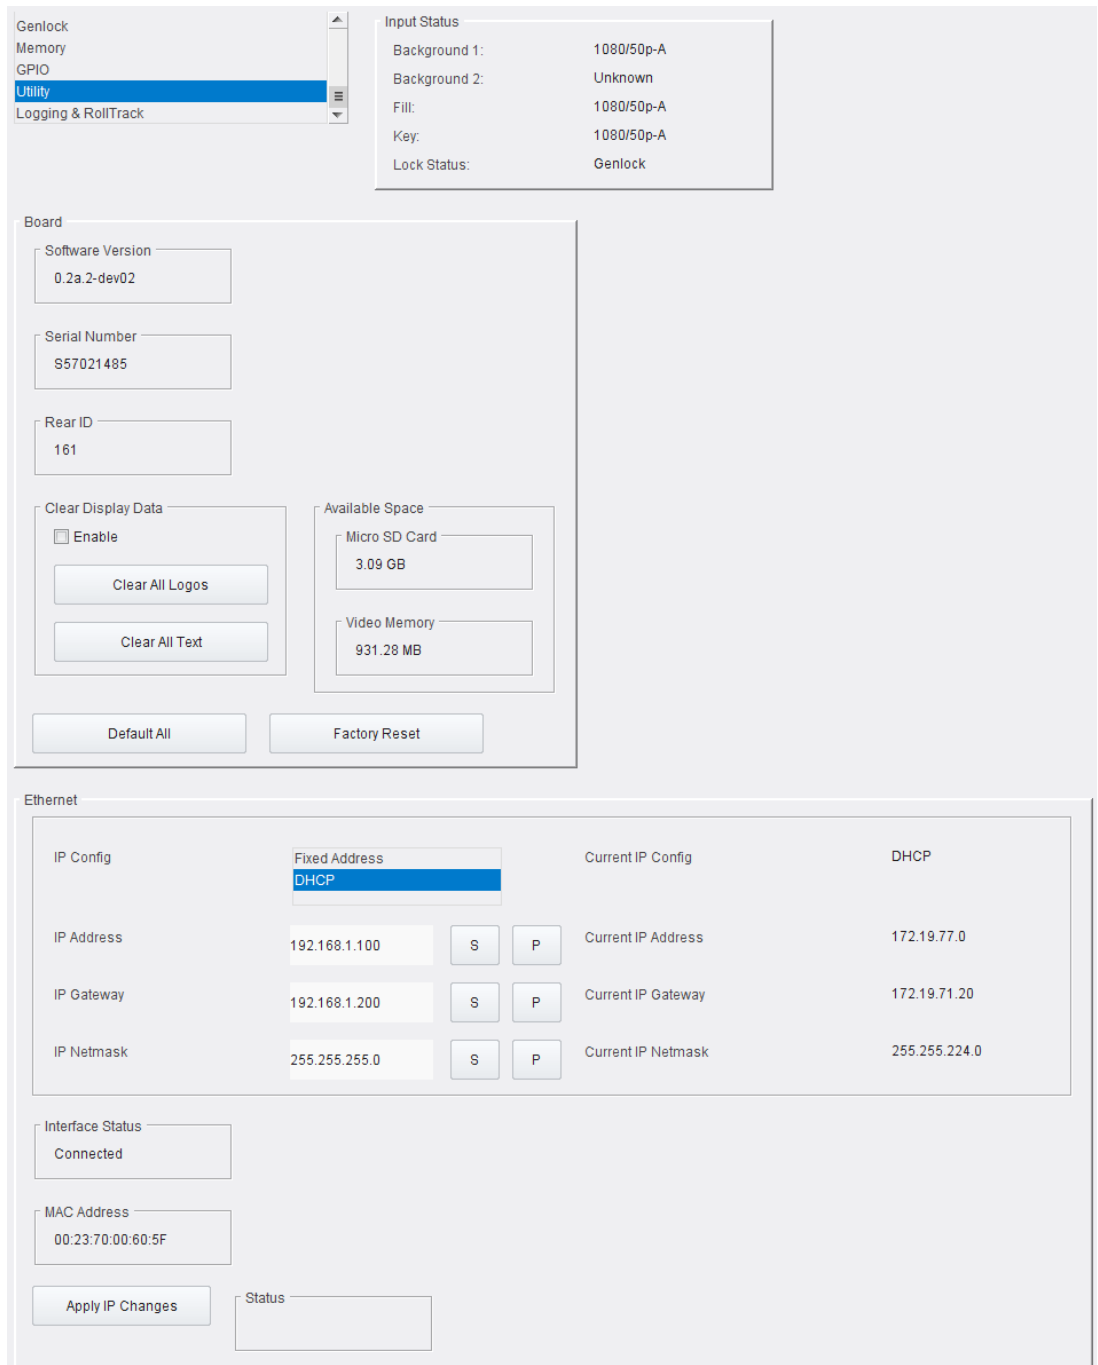 Genlock
Memory
GPIO
Utility
Logging & RollTrack
Input Status
Background 1: 1080/50p-A
Background 2: Unknown
Fill: 1080/50p-A
Key: 1080/50p-A
Lock Status: Genlock
Board
Software Version
0.2a.2-dev02
Serial Number
S57021485
Rear ID
161
Clear Display Data
Enable
Clear All Logos
Clear All Text
Available Space
Micro SD Card
3.09 GB
Video Memory
931.28 MB
Default All Factory Reset
Ethernet
IP Config Fixed Address Current IP Config DHCP
DHCP
IP Address 192.168.1.100 S P Current IP Address 172.19.77.0
IP Gateway 192.168.1.200 S P Current IP Gateway 172.19.71.20
IP Netmask 255.255.255.0 S P Current IP Netmask 255.255.224.0
Interface Status
Connected
MAC Address
00:23:70:00:60:5F
Apply IP Changes Status